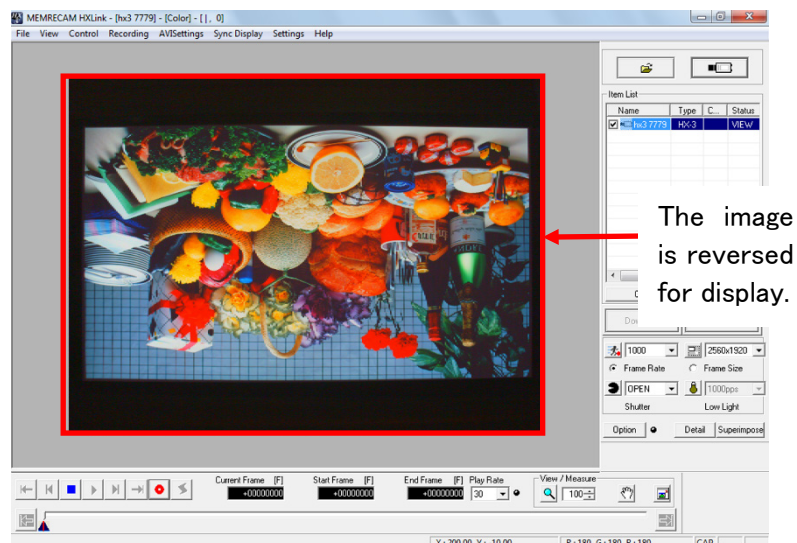 MEMRECAM HXLink - [hx3 7779] - [Color] - [ | , 0]
File View Control Recording AVISettings Sync Display Settings Help
Item List
Name Type C... Status
hx3 7779 HX-3 VIEW
The image
is reversed
for display.
1000 2560x1920
Frame Rate Frame Size
OPEN 1000pps
Shutter Low Light
Option Detail Superimpose
Current Frame [F] Start Frame [F] End Frame [F] Play Rate View / Measure
+00000000 +00000000 +00000000 30 100